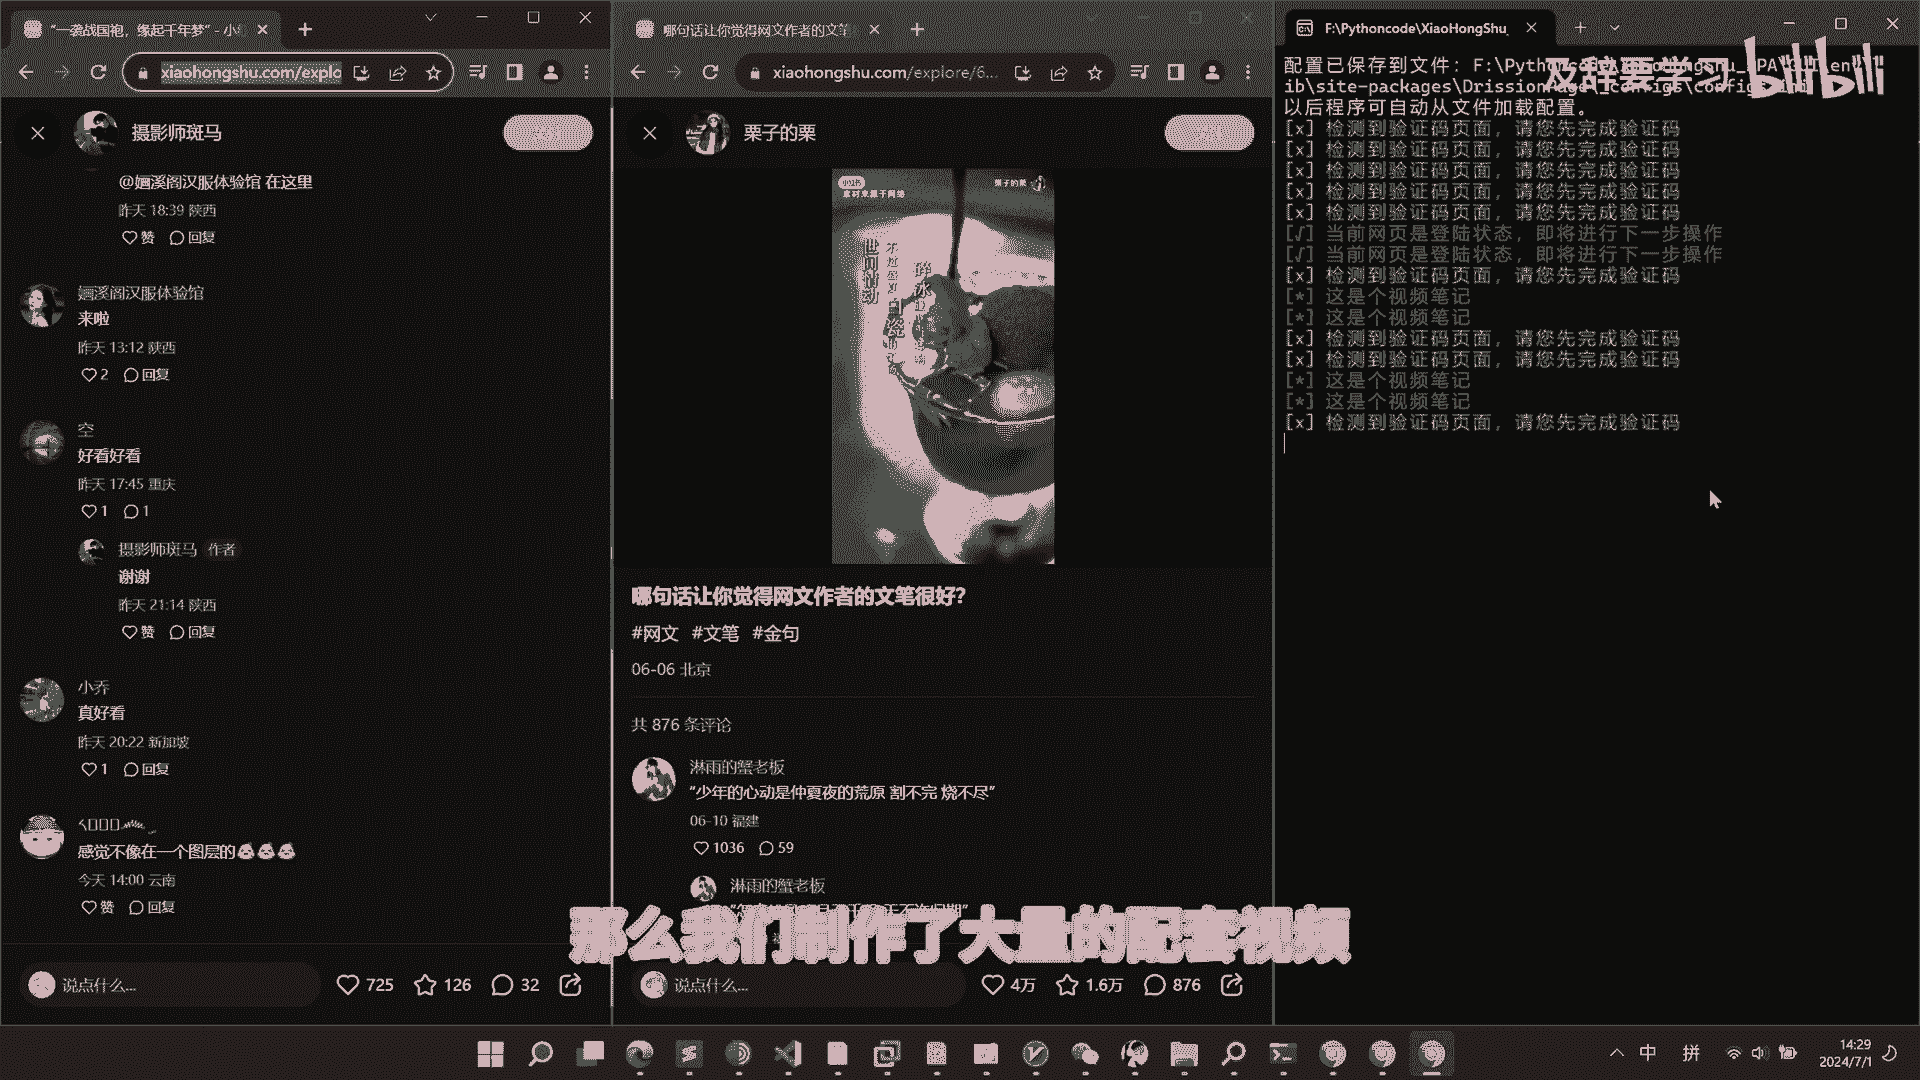 “一袭战国袍，缘起千年梦” - 小
xiaohongshu.com/explo
摄影师斑马
@婳溪阁汉服体验馆 在这里
昨天 18:39 陕西
赞 回复
婳溪阁汉服体验馆
来啦
昨天 13:12 陕西
2 回复
空
好看好看
昨天 17:45 重庆
1 1
摄影师斑马 作者
谢谢
昨天 21:14 陕西
赞 回复
小乔
真好看
昨天 20:22 新加坡
1 回复
感觉不像在一个图层的
今天 14:00 云南
赞 回复
说点什么...
725 126 32
哪句话让你觉得网文作者的文笔
xiaohongshu.com/explore/6...
栗子的栗
小红书
素材来源于网络
栗子的栗
世间情动
不过盛夏白瓷
碎冰
哪句话让你觉得网文作者的文笔很好？
#网文 #文笔 #金句
06-06 北京
共 876 条评论
淋雨的蟹老板
“少年的心动是仲夏夜的荒原 割不完 烧不尽”
06-10 福建
1036 59
淋雨的蟹老板
说点什么...
4万 1.6万 876
F:\Pythoncode\XiaoHongShu_
及辞要学习 bilibili
配置已保存到文件：F:\Pyth
ib\site-packages\DrissionPage\_configs\configs.ini
以后程序可自动从文件加载配置。
[x] 检测到验证码页面，请您先完成验证码
[x] 检测到验证码页面，请您先完成验证码
[x] 检测到验证码页面，请您先完成验证码
[x] 检测到验证码页面，请您先完成验证码
[x] 检测到验证码页面，请您先完成验证码
[√] 当前网页是登陆状态，即将进行下一步操作
[√] 当前网页是登陆状态，即将进行下一步操作
[x] 检测到验证码页面，请您先完成验证码
[*] 这是个视频笔记
[*] 这是个视频笔记
[x] 检测到验证码页面，请您先完成验证码
[x] 检测到验证码页面，请您先完成验证码
[*] 这是个视频笔记
[*] 这是个视频笔记
[x] 检测到验证码页面，请您先完成验证码
那么我们制作了大量的配套视频
中 拼
14:29
2024/7/1